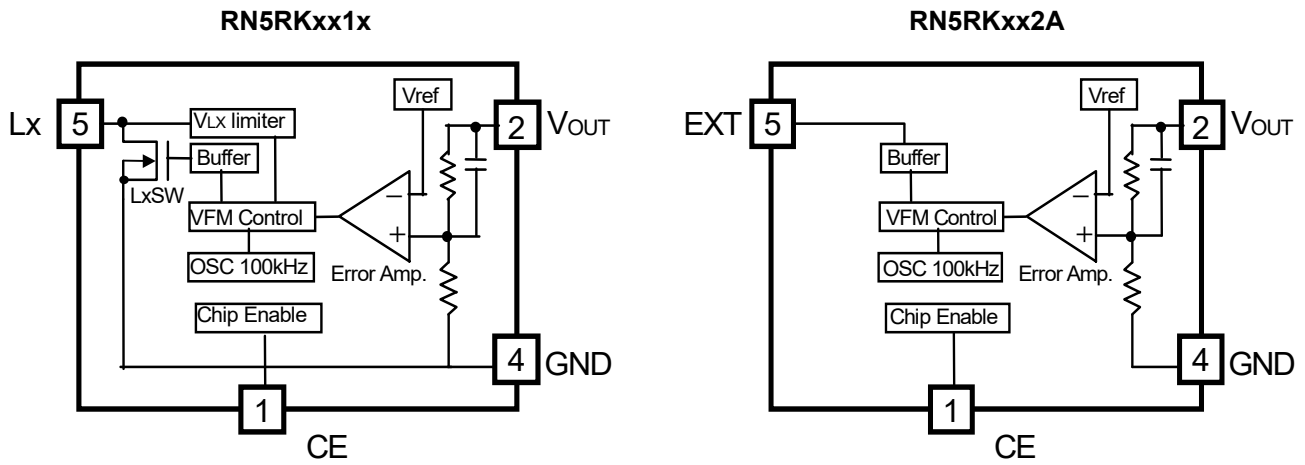 RN5RKxx1x
Lx
5
VLX limiter
Vref
2
VOUT
Buffer
LxSW
−
VFM Control
+
OSC 100kHz
Error Amp.
Chip Enable
4
GND
1
CE
RN5RKxx2A
EXT
5
Vref
2
VOUT
Buffer
−
VFM Control
+
OSC 100kHz
Error Amp.
Chip Enable
4
GND
1
CE